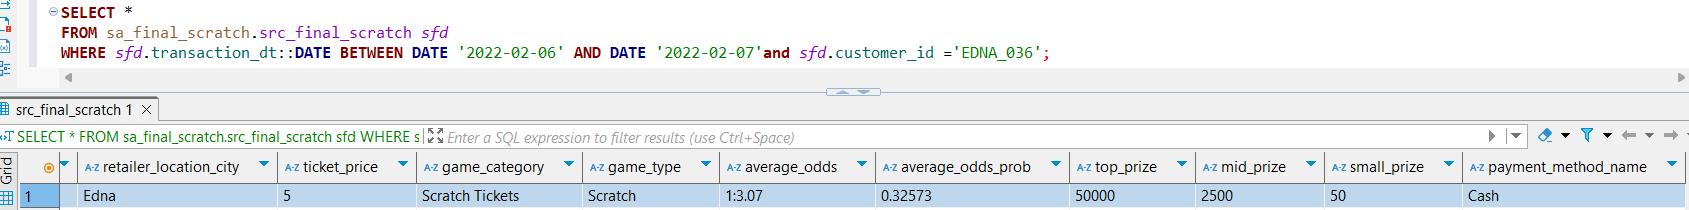 SELECT *
FROM sa_final_scratch.src_final_scratch sfd
WHERE sfd.transaction_dt::DATE BETWEEN DATE '2022-02-06' AND DATE '2022-02-07'and sfd.customer_id ='EDNA_036';
src_final_scratch 1
SELECT * FROM sa_final_scratch.src_final_scratch sfd WHERE s Enter a SQL expression to filter results (use Ctrl+Space)
Grid
A-Z retailer_location_city A-Z ticket_price A-Z game_category A-Z game_type A-Z average_odds A-Z average_odds_prob A-Z top_prize A-Z mid_prize A-Z small_prize A-Z payment_method_name
1 Edna 5 Scratch Tickets Scratch 1:3.07 0.32573 50000 2500 50 Cash